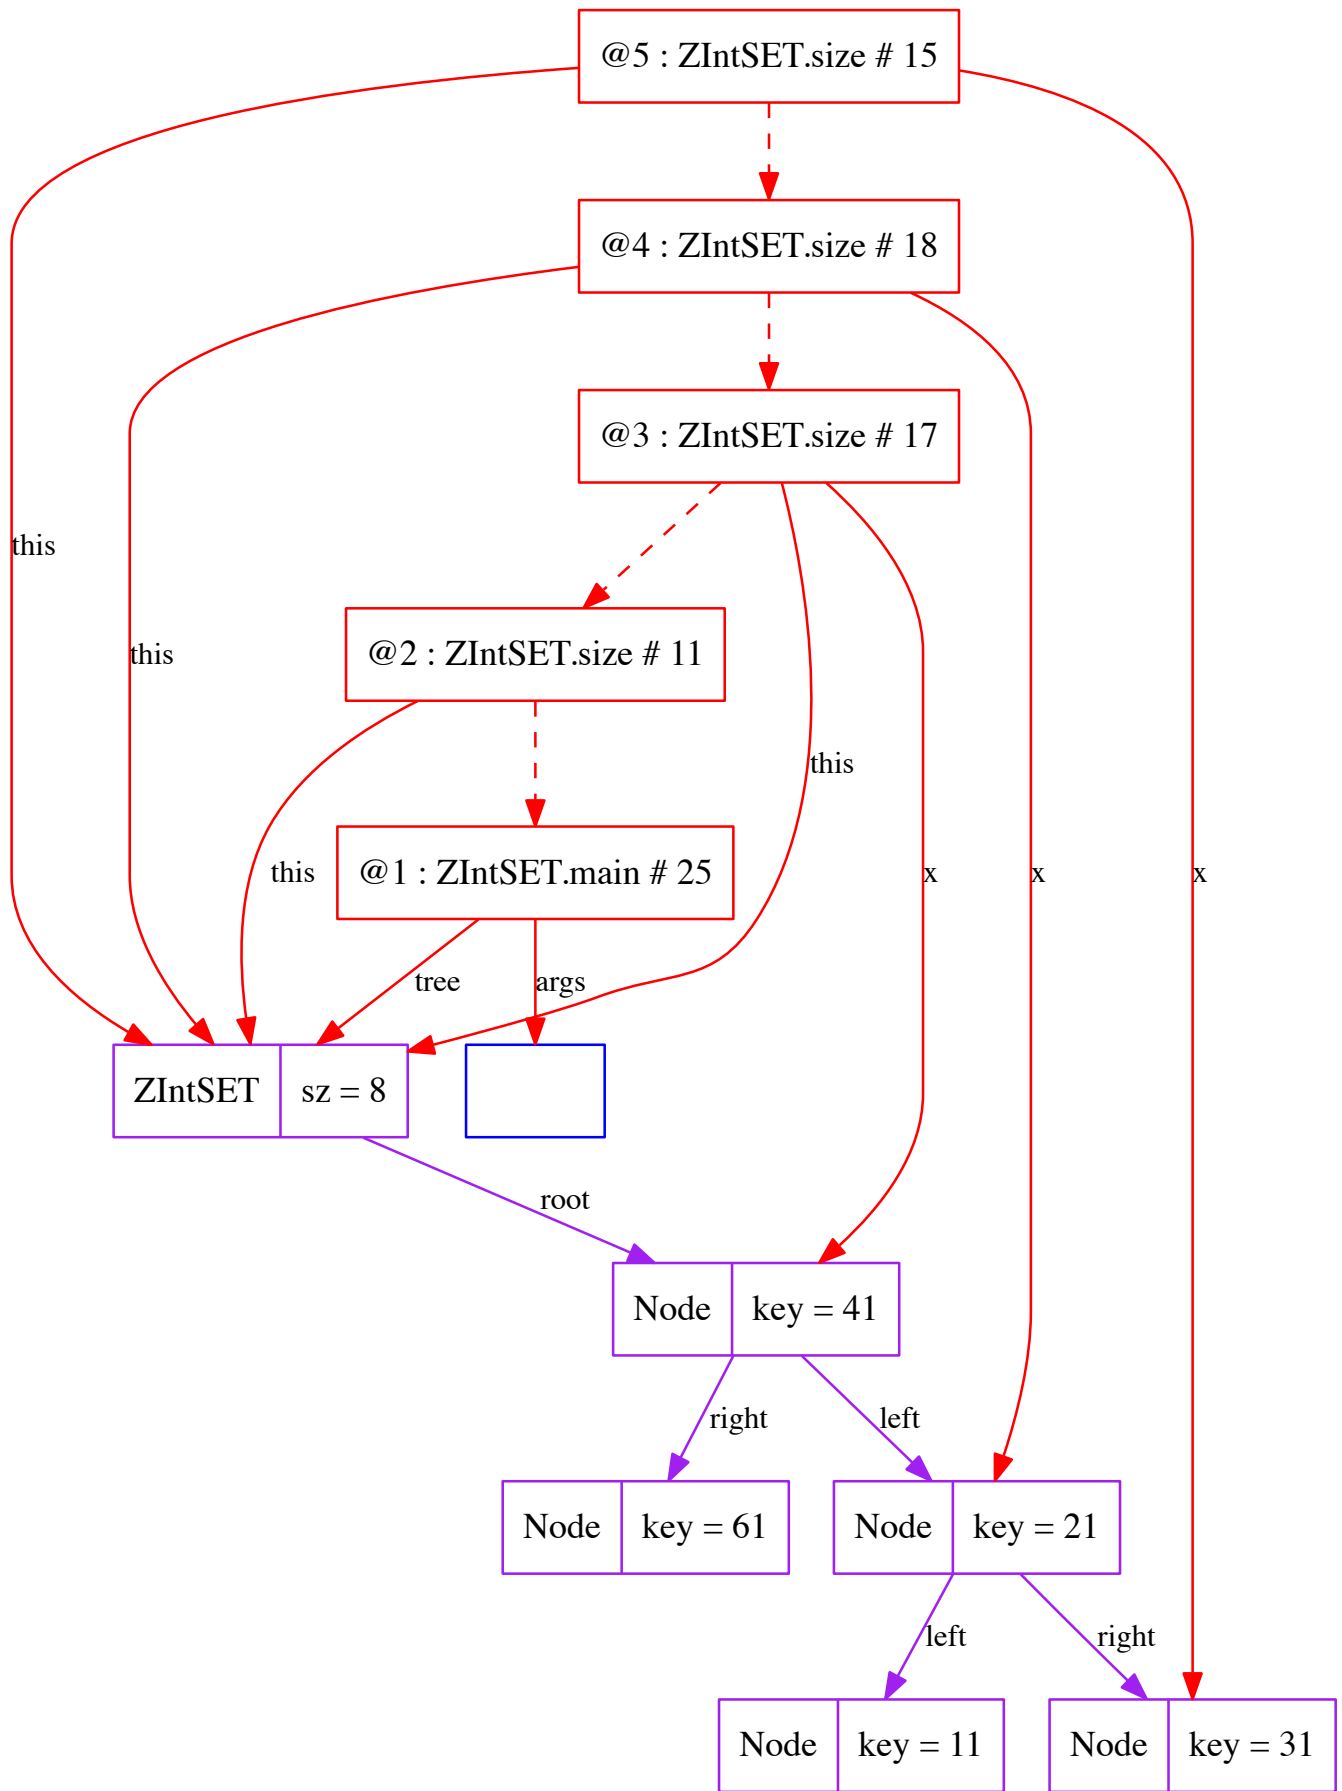 @5 : ZIntSET.size # 15
@4 : ZIntSET.size # 18
@3 : ZIntSET.size # 17
this
@2 : ZIntSET.size # 11
this
this
@1 : ZIntSET.main # 25
this
x
x
x
tree
args
ZIntSET
sz = 8
root
Node
key = 41
right
left
Node
key = 61
Node
key = 21
left
right
Node
key = 11
Node
key = 31